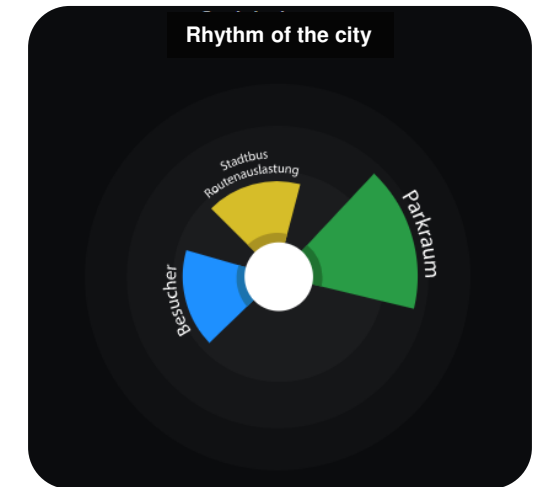 Rhythm of the city
Stadtbus
Routenauslastung
Parkraum
Besucher